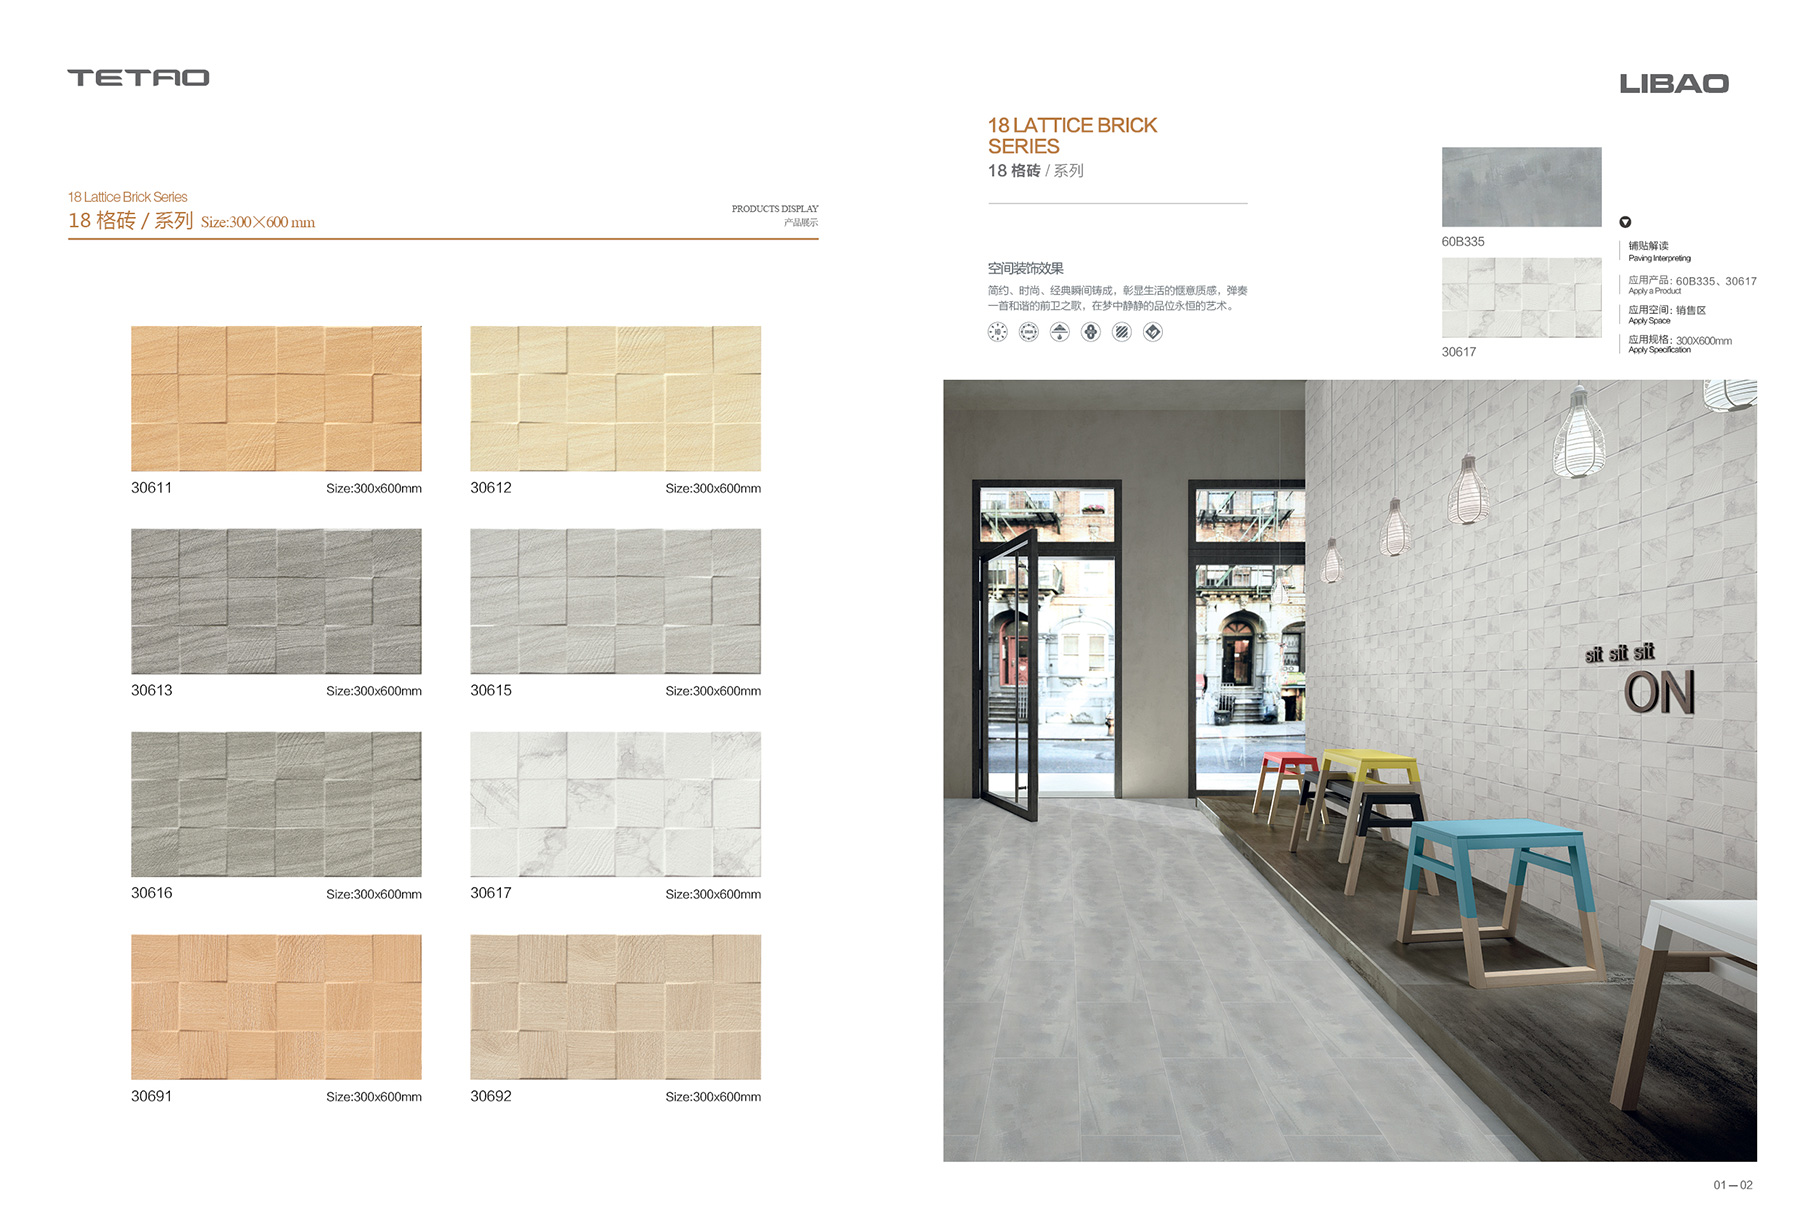 TETAO
18 Lattice Brick Series
18 格砖 / 系列 Size:300×600 mm
PRODUCTS DISPLAY
产品展示
30611 Size:300x600mm
30612 Size:300x600mm
30613 Size:300x600mm
30615 Size:300x600mm
30616 Size:300x600mm
30617 Size:300x600mm
30691 Size:300x600mm
30692 Size:300x600mm
LIBAO
18 LATTICE BRICK
SERIES
18 格砖 / 系列
空间装饰效果
简约、时尚、经典瞬间铸成，彰显生活的惬意质感，弹奏
一首和谐的前卫之歌，在梦中静静的品位永恒的艺术。
60B335
30617
铺贴解读
Paving Interpreting
应用产品: 60B335、30617
Apply a Product
应用空间: 销售区
Apply Space
应用规格: 300X600mm
Apply Specification
sit sit sit
ON
01—02